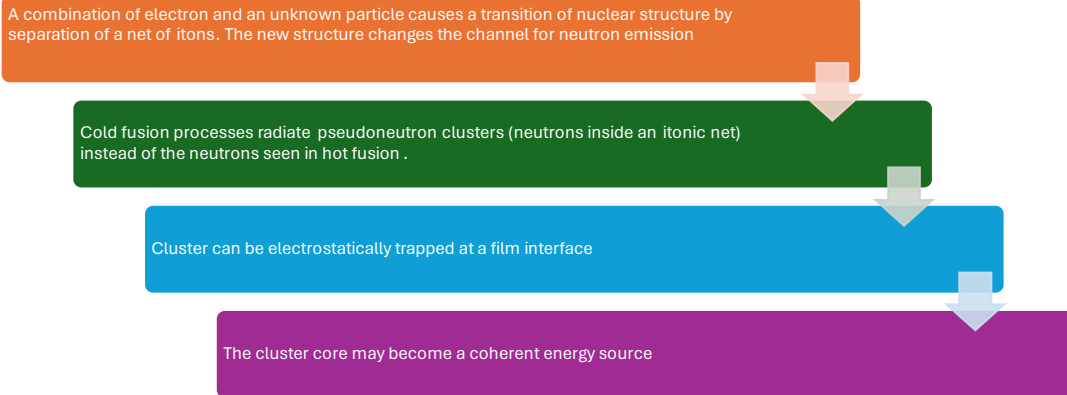 A combination of electron and an unknown particle causes a transition of nuclear structure by
separation of a net of itons. The new structure changes the channel for neutron emission
Cold fusion processes radiate pseudoneutron clusters (neutrons inside an itonic net)
instead of the neutrons seen in hot fusion .
Cluster can be electrostatically trapped at a film interface
The cluster core may become a coherent energy source